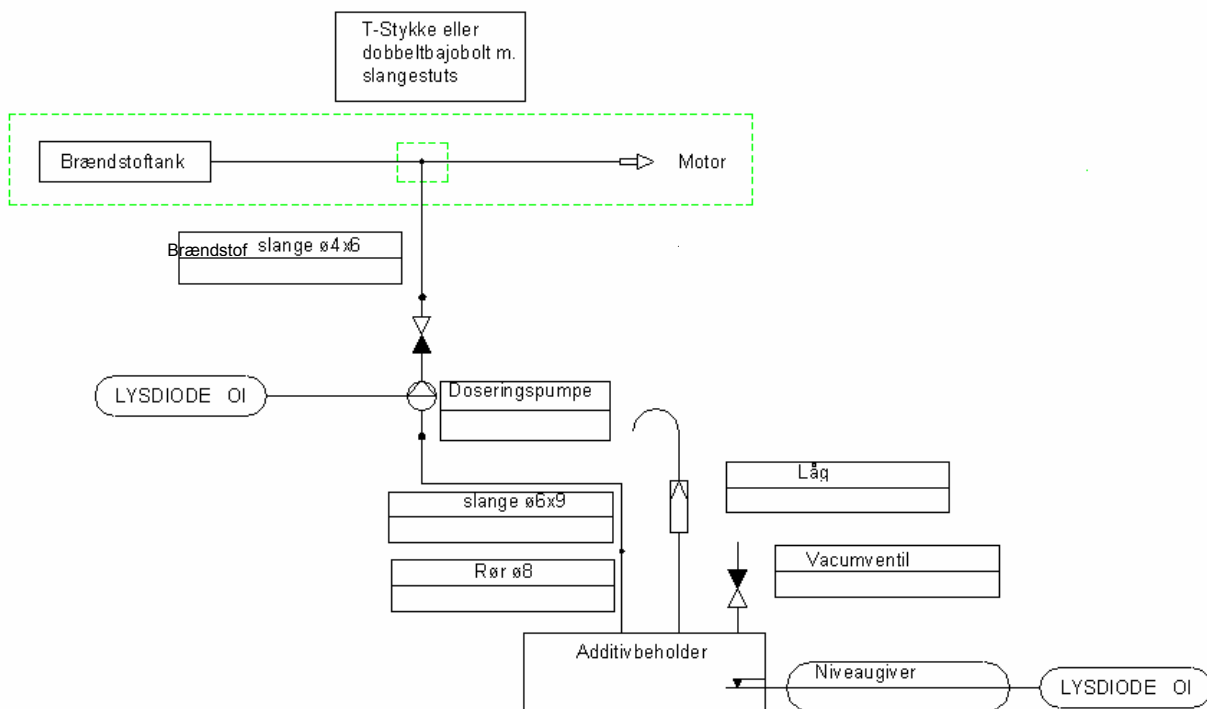 T-Stykke eller
dobbeltbajobolt m.
slangestuts
Brændstoftank
Motor
Brændstof slange ø4x6
LYSDIODE OI
Doseringspumpe
slange ø6x9
Låg
Rør ø8
Vacumventil
Additivbeholder
Niveaugiver
LYSDIODE OI